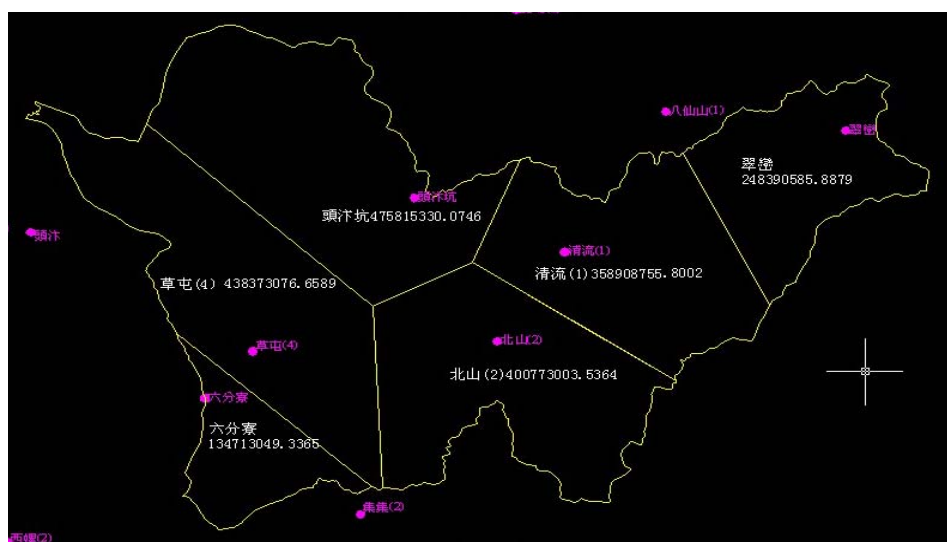 八仙山(1)
翠巒
翠巒
248390585.8879
頭汴坑
頭汴坑475815330.0746
頭汴
清流(1)
清流(1)358908755.8002
草屯(4) 438373076.6589
草屯(4)
北山(2)
北山(2)400773003.5364
六分寮
六分寮
134713049.3365
集集(2)
西螺(2)